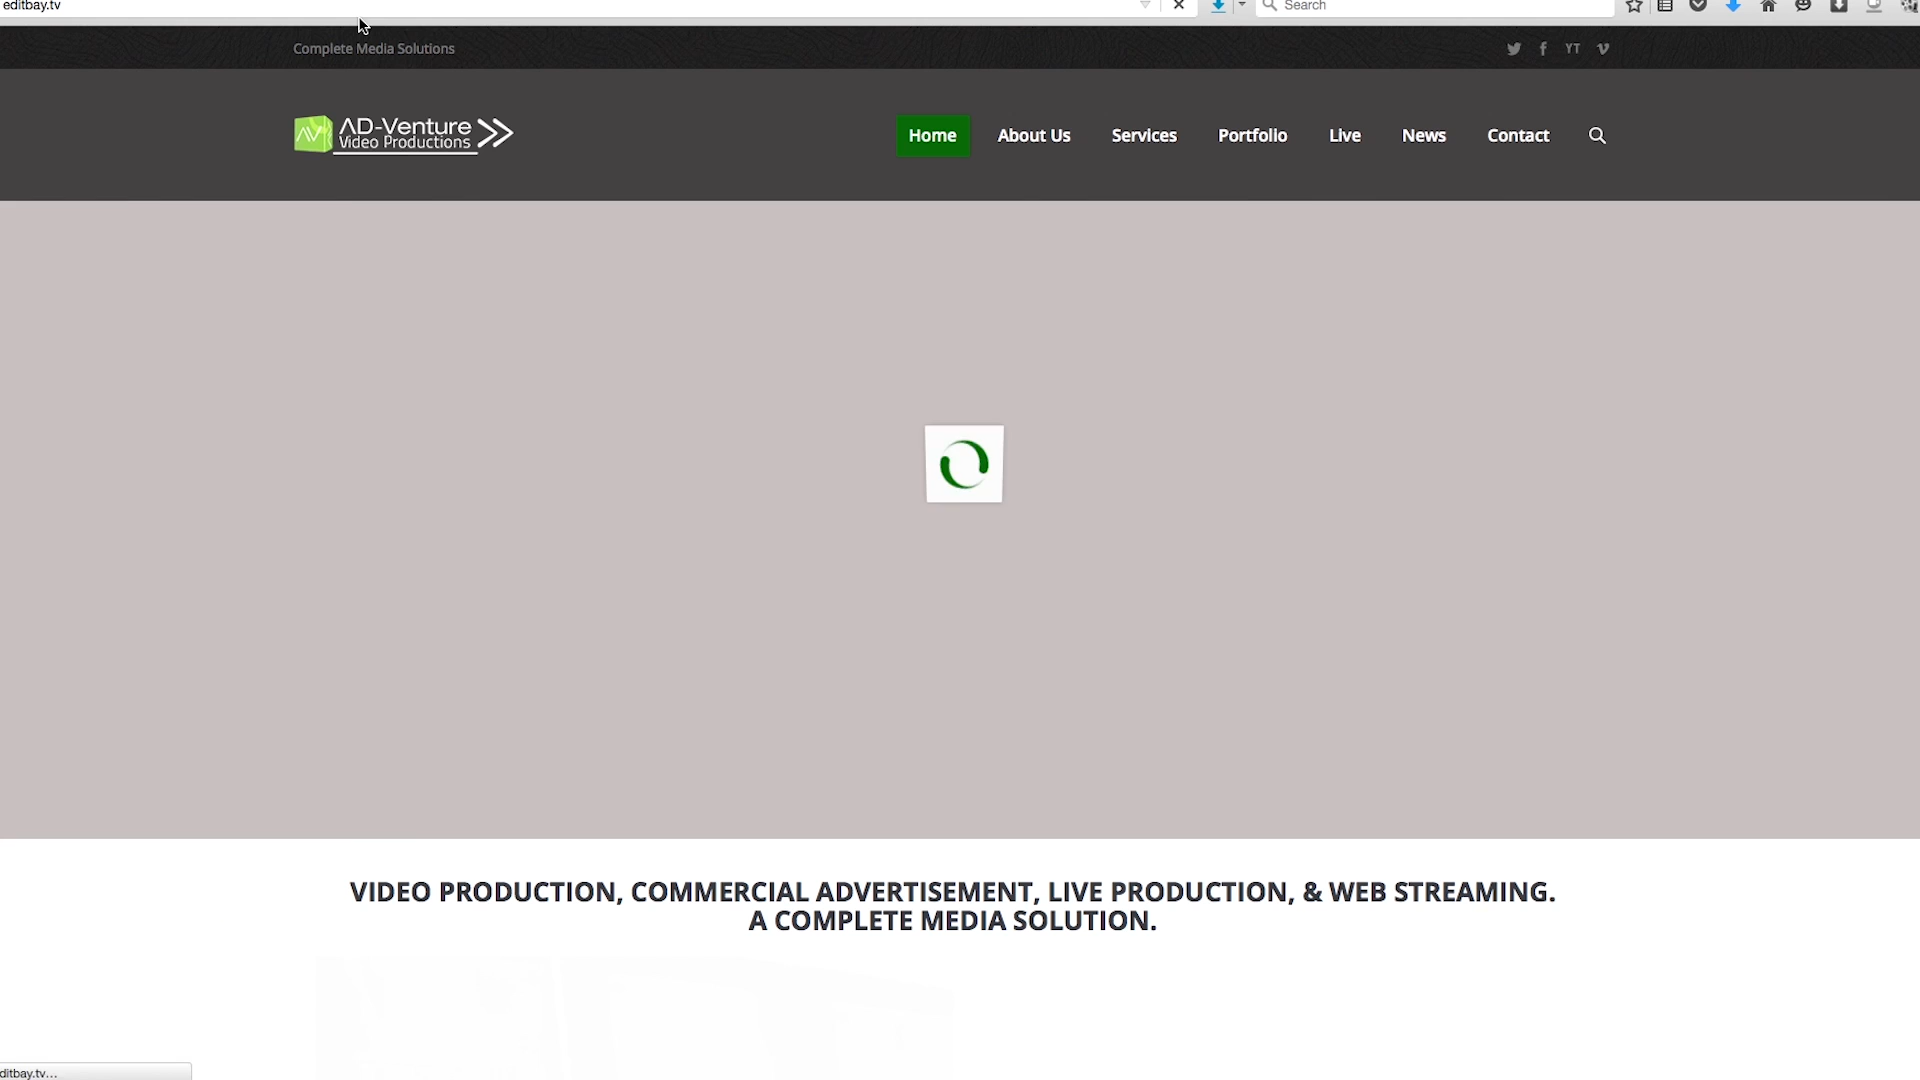 editbay.tv
Search
Complete Media Solutions
YT
AD-Venture
Video Productions
Home About Us Services Portfolio Live News Contact
VIDEO PRODUCTION, COMMERCIAL ADVERTISEMENT, LIVE PRODUCTION, & WEB STREAMING.
A COMPLETE MEDIA SOLUTION.
ditbay.tv...